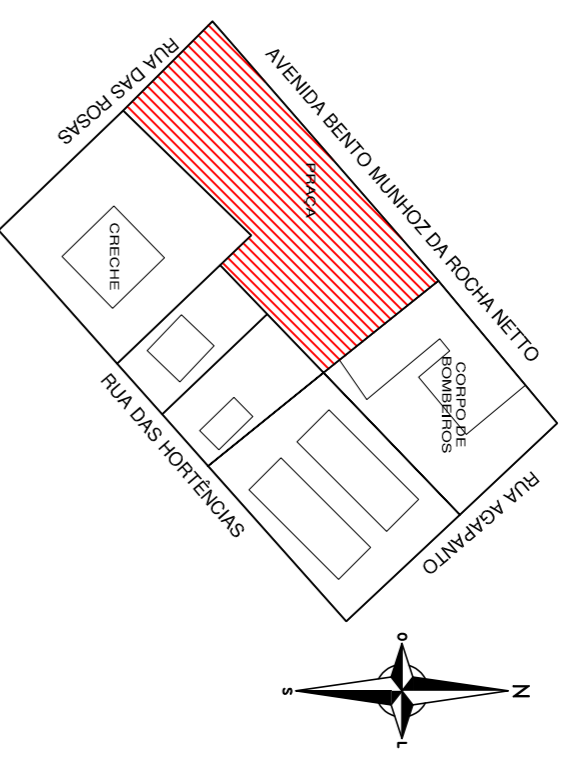 AVENIDA BENTO MUNHOZ DA ROCHA NETTO
RUA DAS ROSAS
PRAÇA
CRECHE
CORPO DE
BOMBEIROS
RUA AGAPANTO
RUA DAS HORTÊNCIAS
O
N
S
L